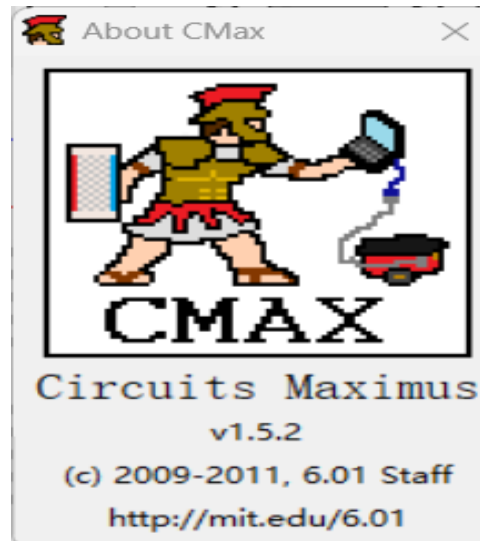 About CMax
CMAX
Circuits Maximus
v1.5.2
(c) 2009-2011, 6.01 Staff
http://mit.edu/6.01